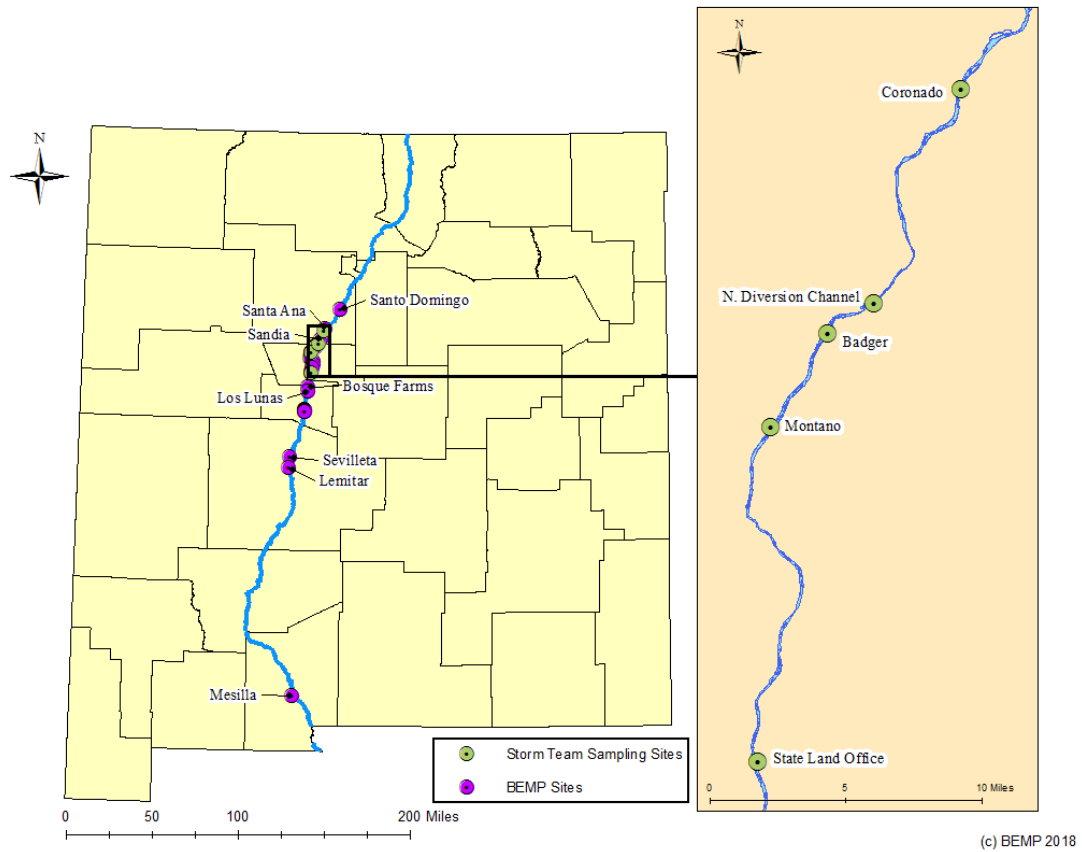 N
Santo Domingo
Santa Ana
Sandia
Bosque Farms
Los Lunas
Sevilleta
Lemitar
Mesilla
Storm Team Sampling Sites
BEMP Sites
0 50 100 200 Miles
N
Coronado
N. Diversion Channel
Badger
Montano
State Land Office
0 5 10 Miles
(c) BEMP 2018